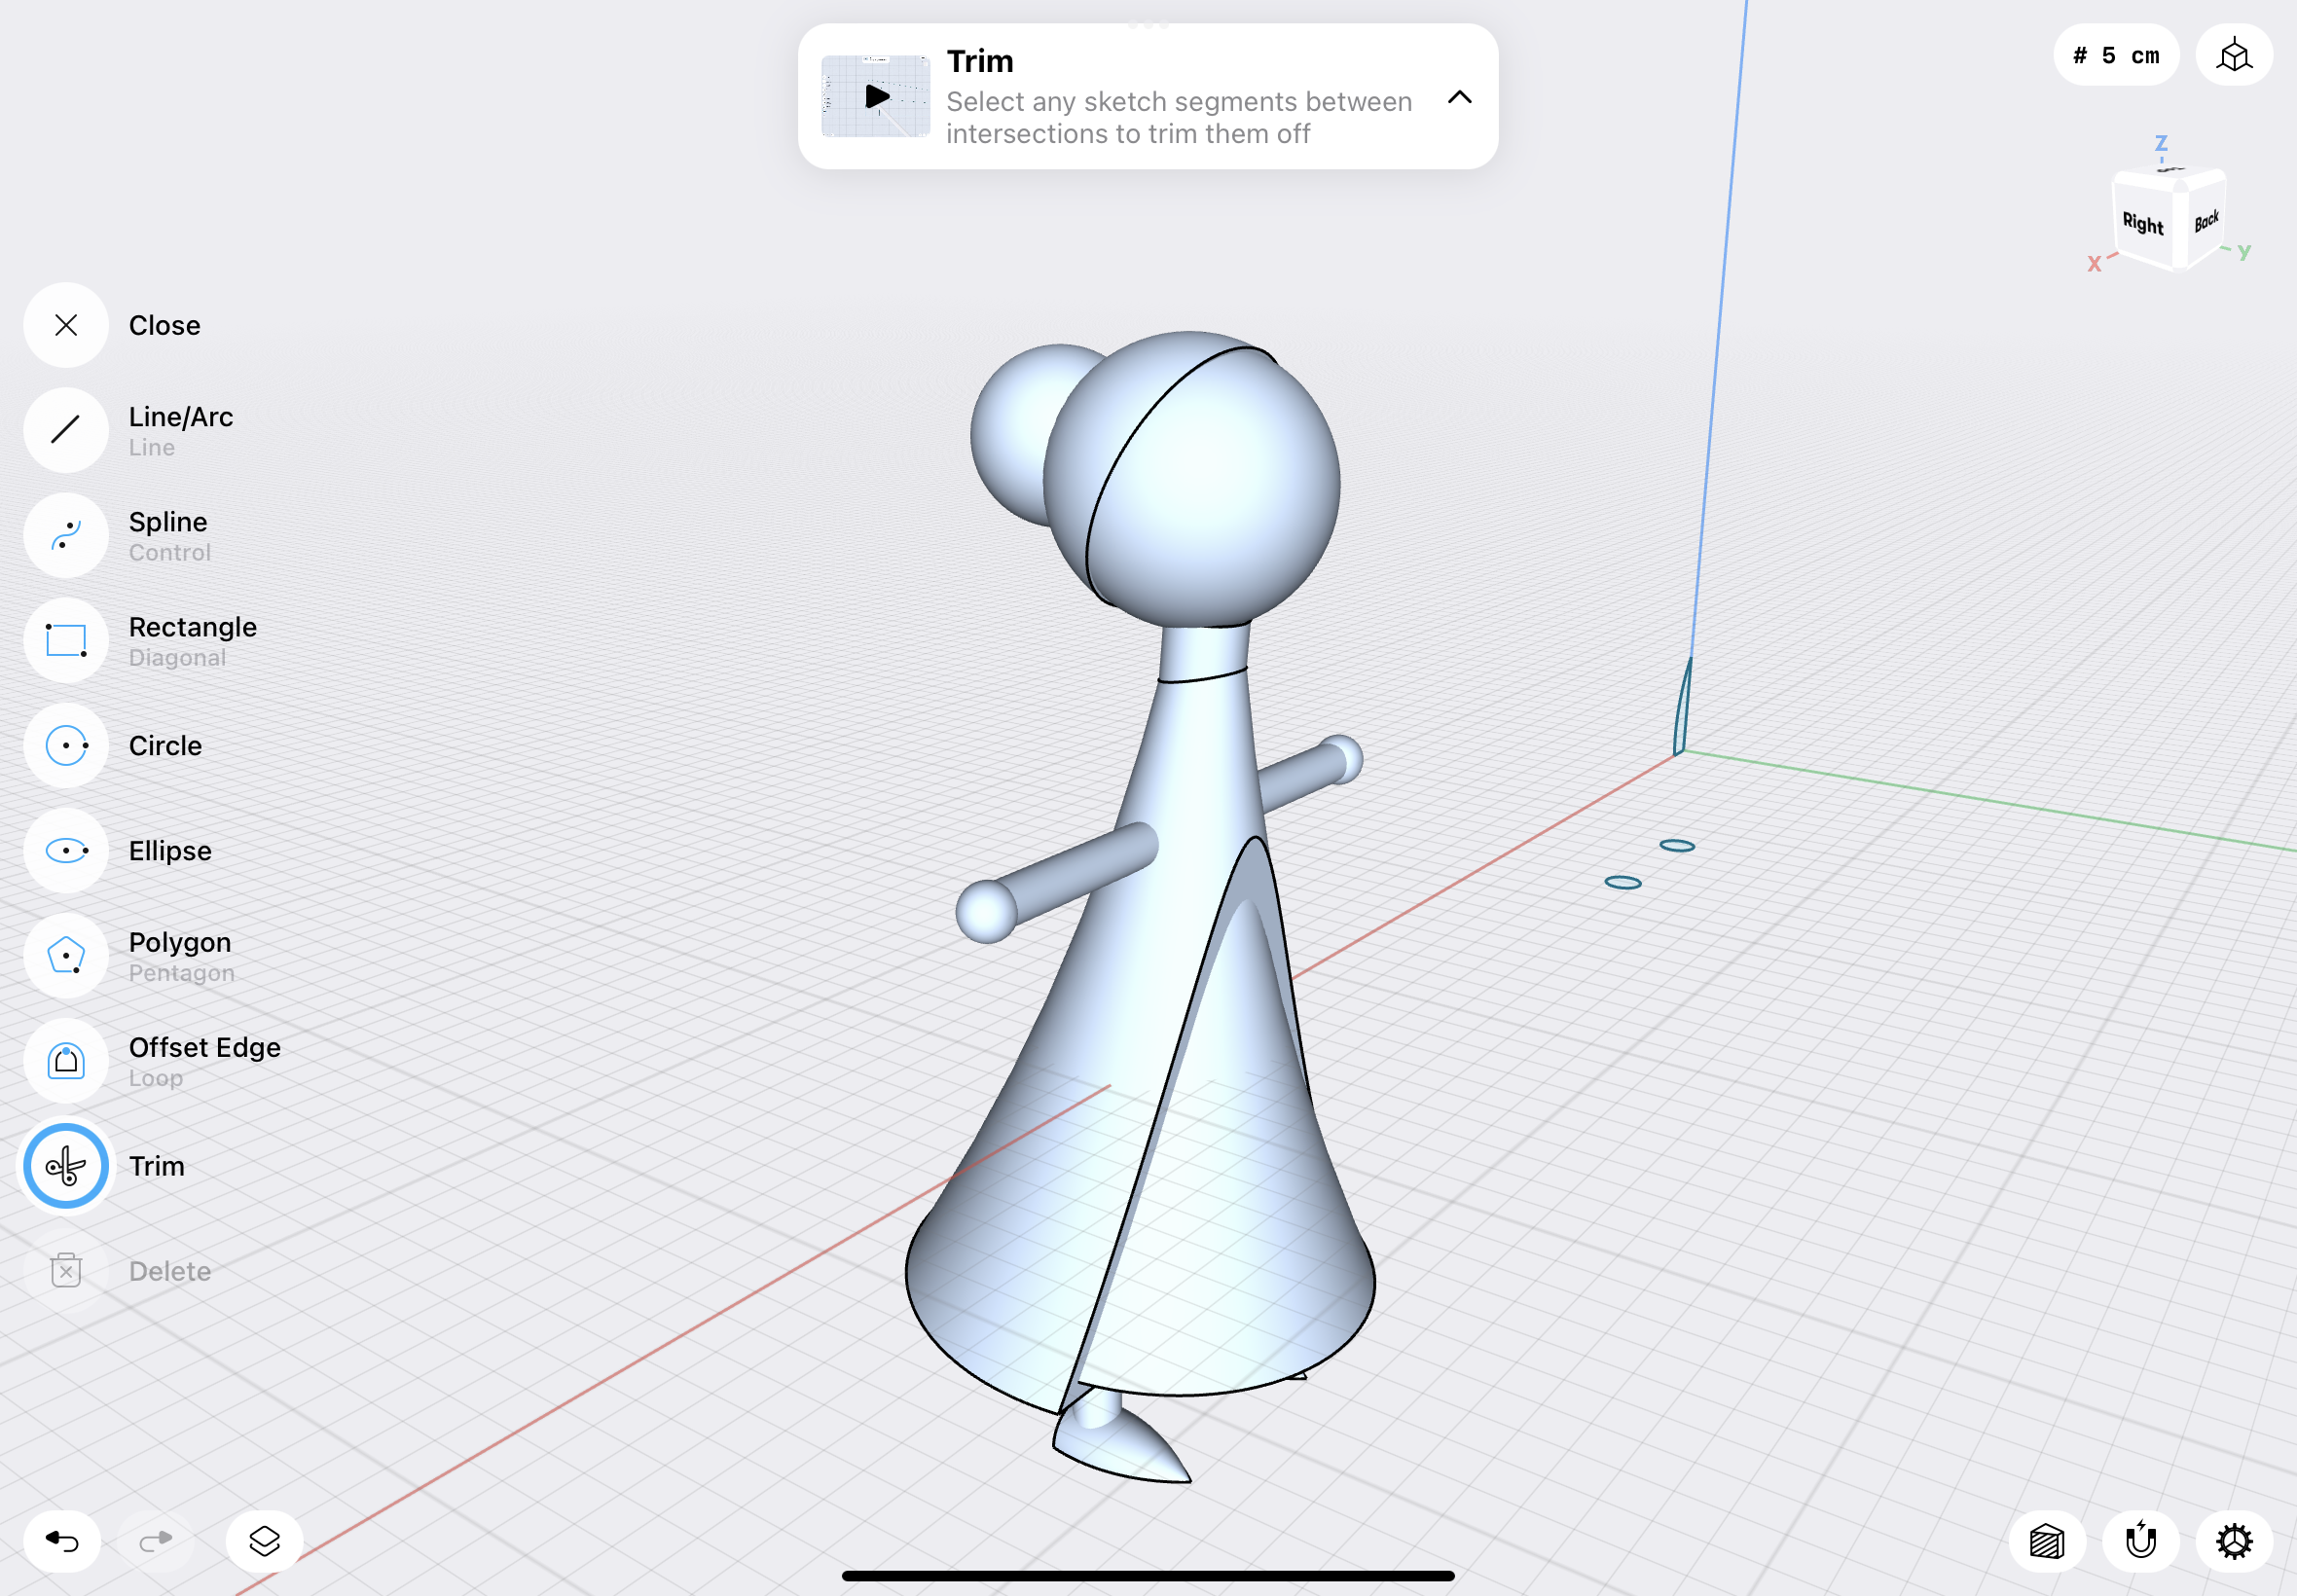 Trim
Select any sketch segments between
intersections to trim them off
# 5 cm
Z
Right
Back
X
Y
Close
Line/Arc
Line
Spline
Control
Rectangle
Diagonal
Circle
Ellipse
Polygon
Pentagon
Offset Edge
Loop
Trim
Delete